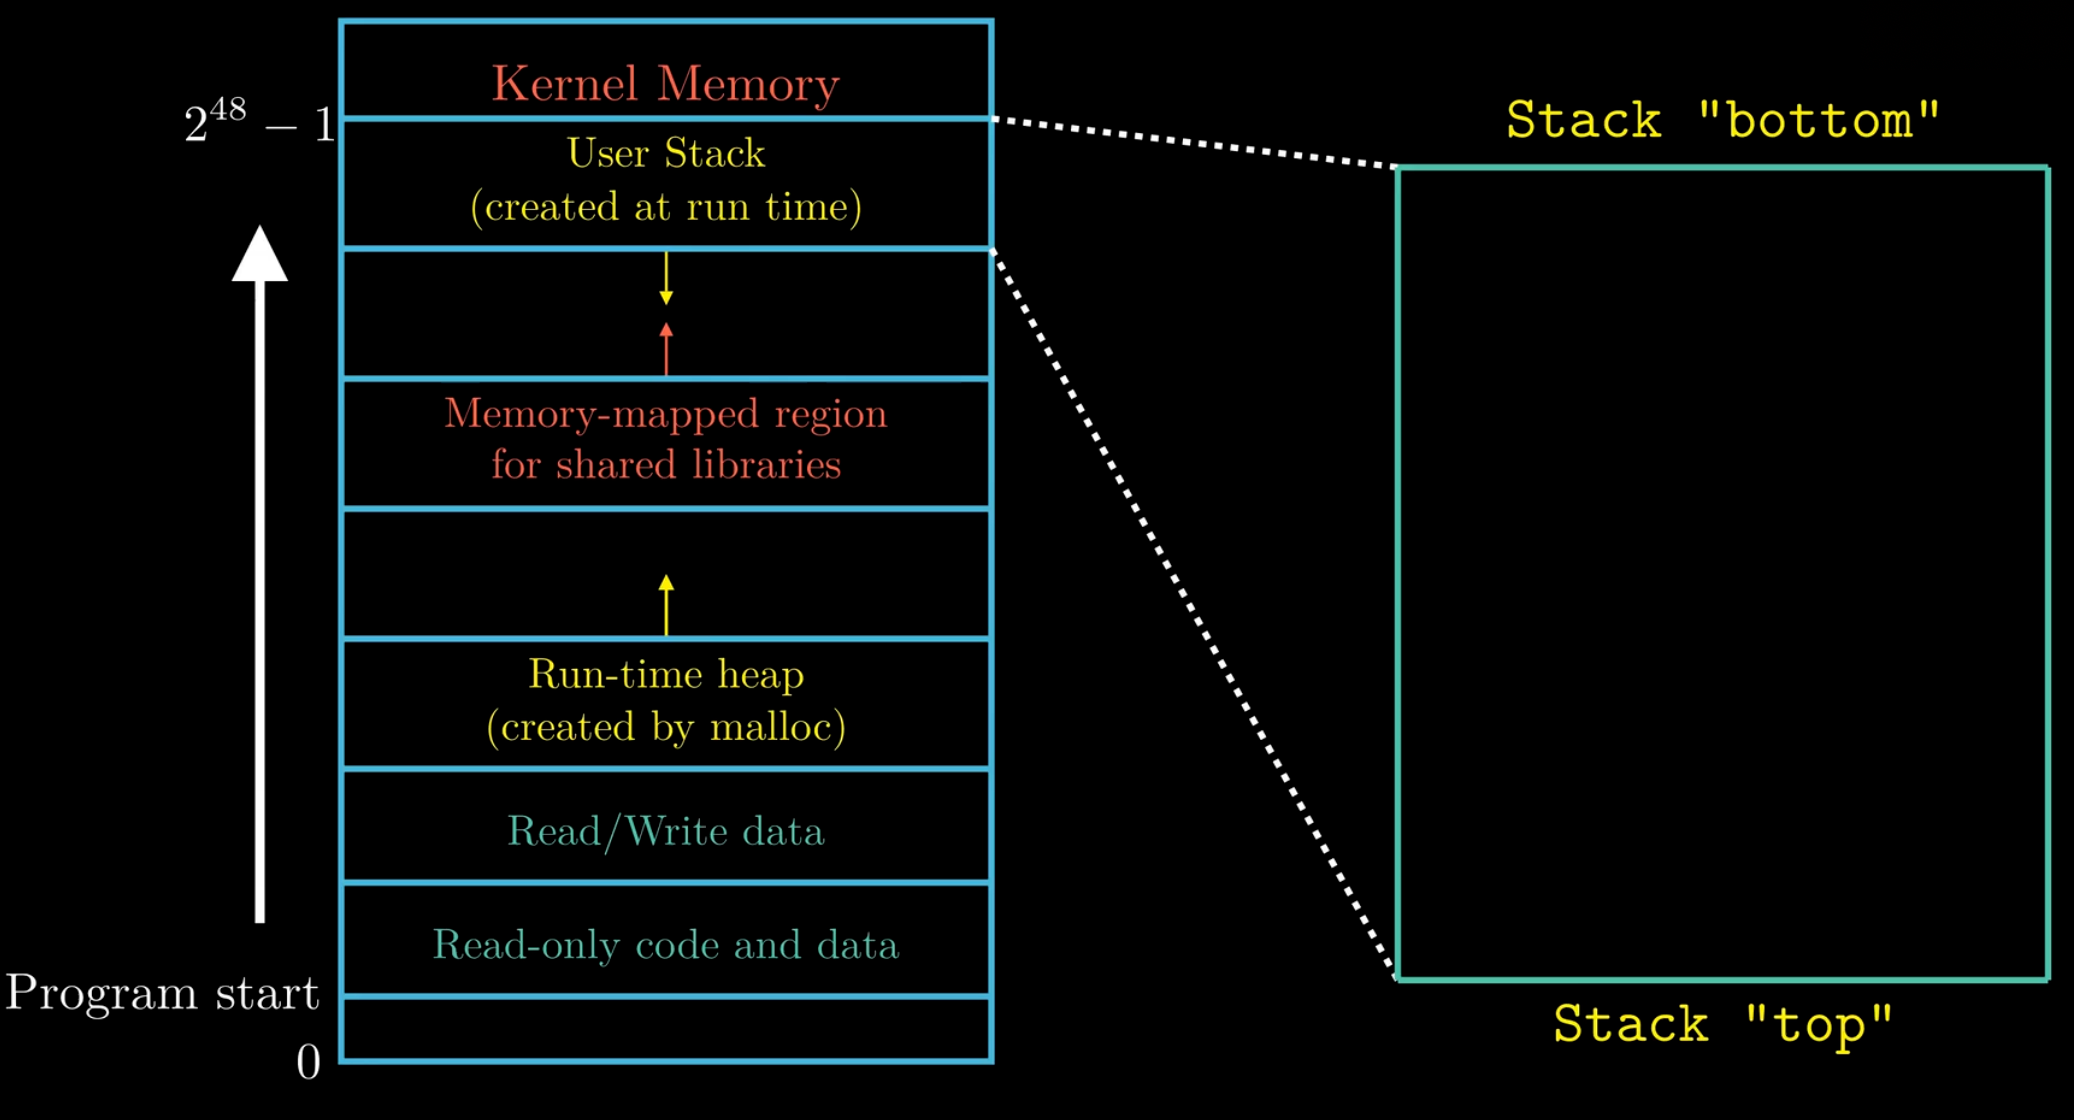 Kernel Memory
2^48 − 1
User Stack
(created at run time)
Memory-mapped region
for shared libraries
Run-time heap
(created by malloc)
Read/Write data
Read-only code and data
Program start
0
Stack "bottom"
Stack "top"